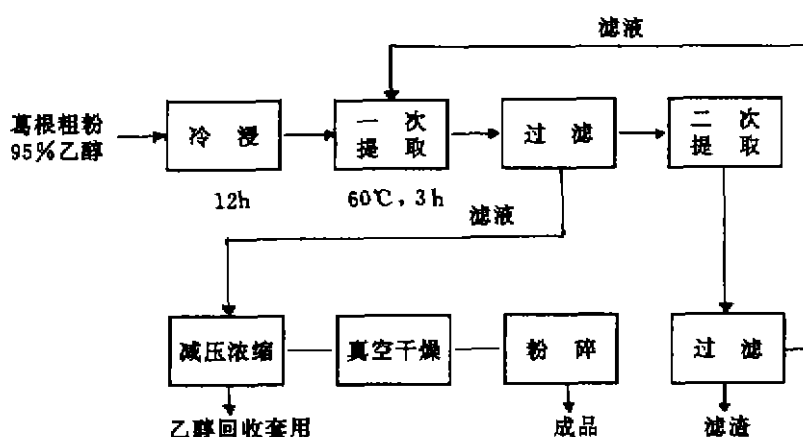 滤液
葛根粗粉
95%乙醇
冷 浸
一 次
提 取
过 滤
二 次
提 取
12h
60℃，3h
滤液
减压浓缩
真空干燥
粉 碎
过 滤
乙醇回收套用
成品
滤渣